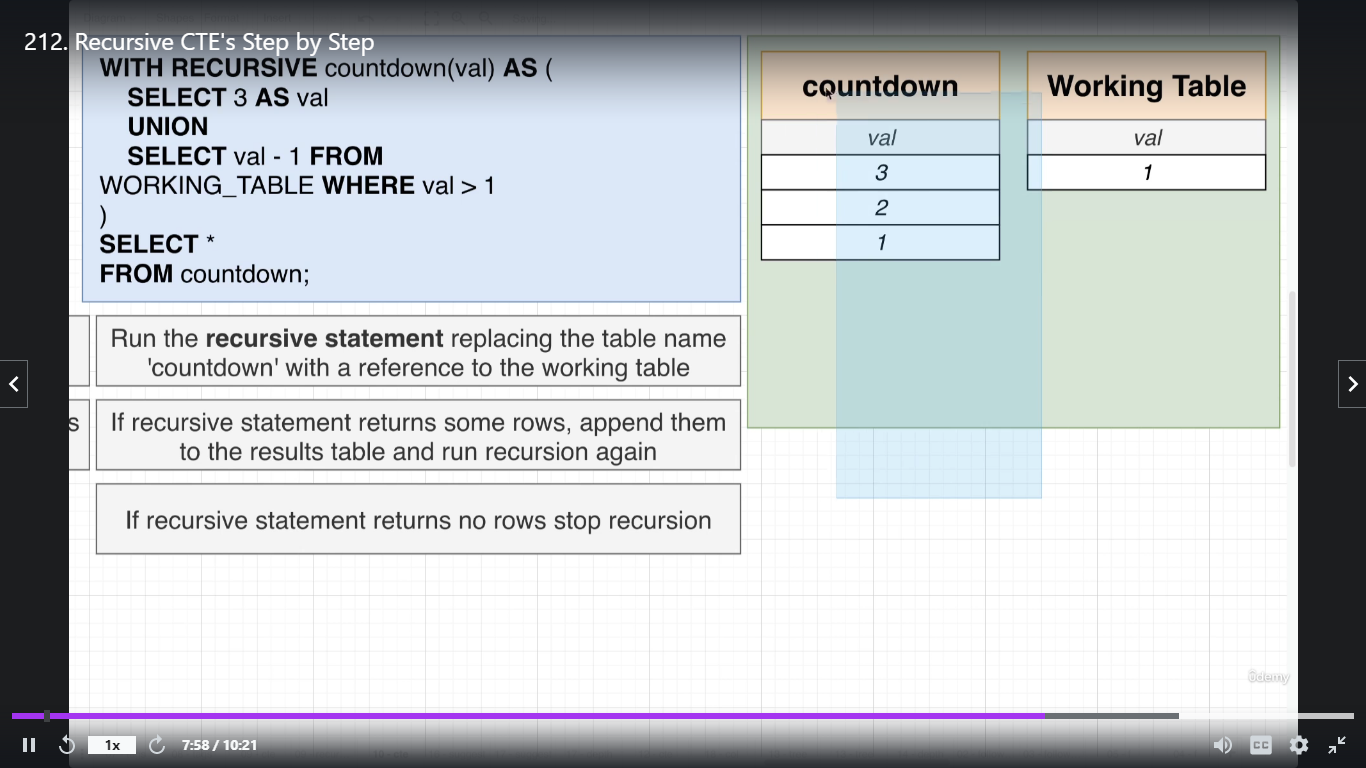 212. Recursive CTE's Step by Step
WITH RECURSIVE countdown(val) AS (
SELECT 3 AS val
UNION
SELECT val - 1 FROM
WORKING_TABLE WHERE val > 1
)
SELECT *
FROM countdown;
countdown
val
3
2
1
Working Table
val
1
Run the recursive statement replacing the table name
'countdown' with a reference to the working table
s
If recursive statement returns some rows, append them
to the results table and run recursion again
If recursive statement returns no rows stop recursion
ûdemy
1x
7:58 / 10:21
CC